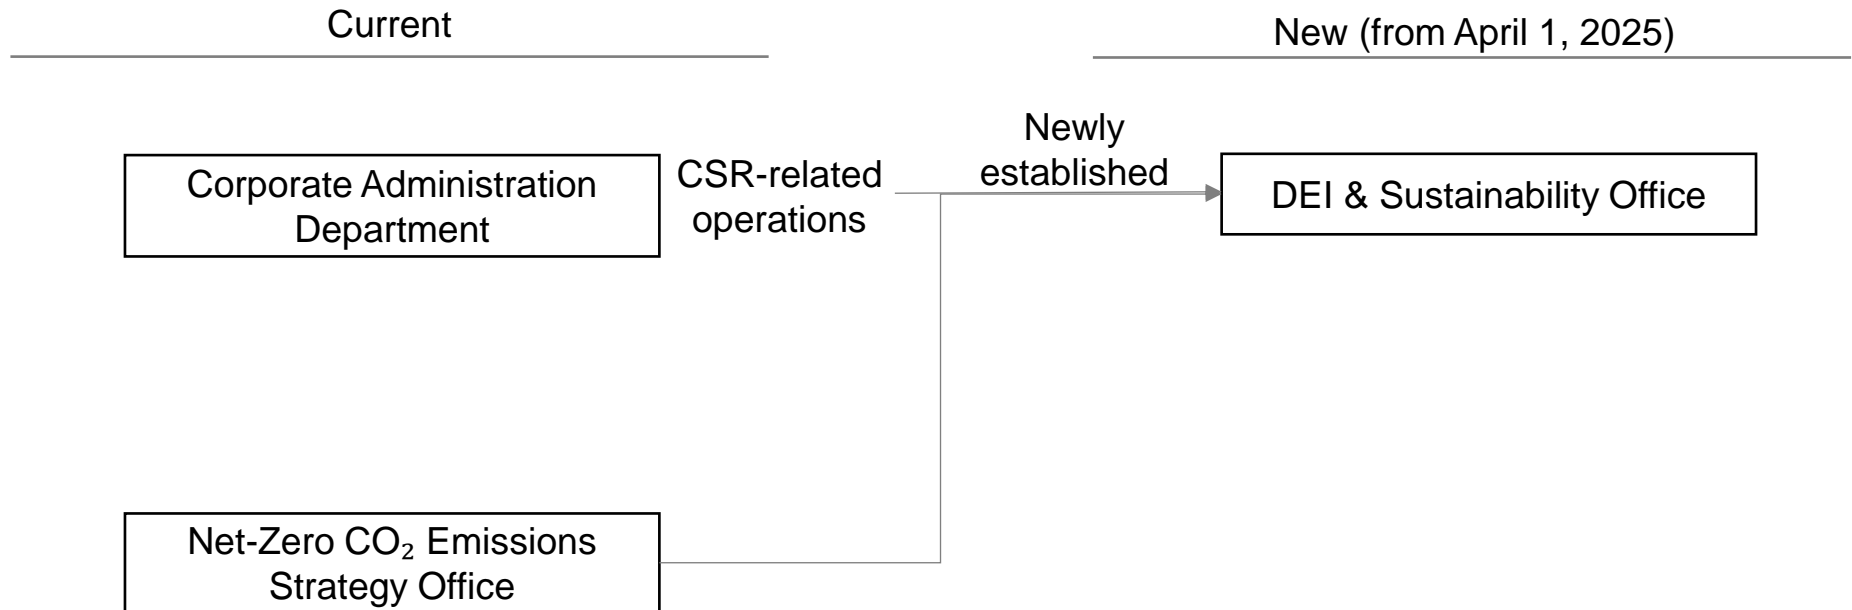 Current
New (from April 1, 2025)
Corporate Administration
Department
CSR-related
operations
Newly
established
DEI & Sustainability Office
Net-Zero CO₂ Emissions
Strategy Office